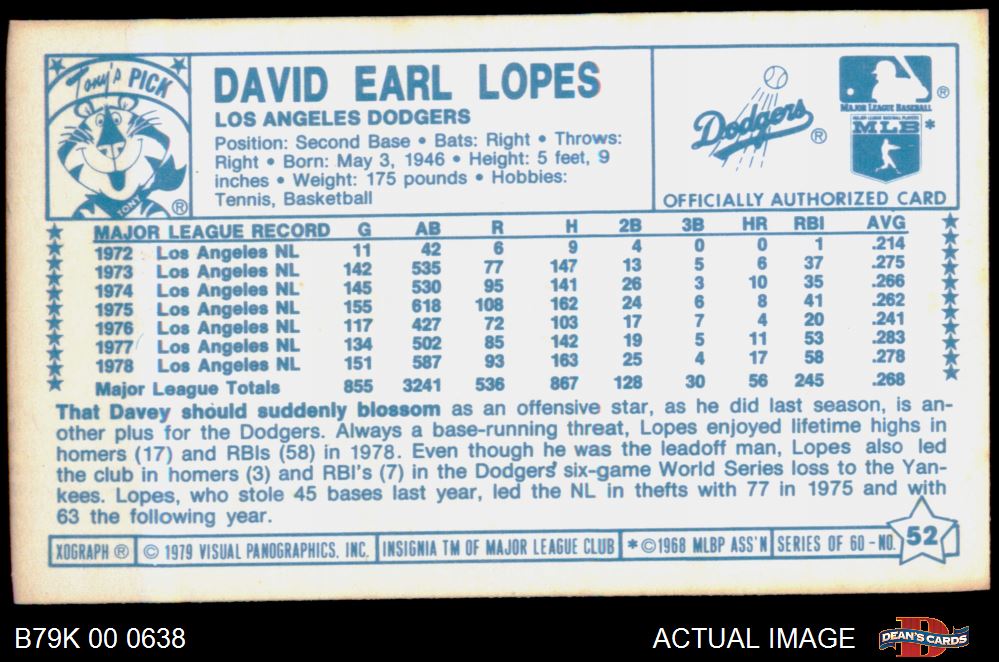 Tony's PICK
TONY ®
DAVID EARL LOPES
LOS ANGELES DODGERS
Position: Second Base • Bats: Right • Throws:
Right • Born: May 3, 1946 • Height: 5 feet, 9
inches • Weight: 175 pounds • Hobbies:
Tennis, Basketball
Dodgers ®
MAJOR LEAGUE BASEBALL ®
MAJOR LEAGUE BASEBALL PLAYERS
MLB *
OFFICIALLY AUTHORIZED CARD
MAJOR LEAGUE RECORD G AB R H 2B 3B HR RBI AVG
1972 Los Angeles NL 11 42 6 9 4 0 0 1 .214
1973 Los Angeles NL 142 535 77 147 13 5 6 37 .275
1974 Los Angeles NL 145 530 95 141 26 3 10 35 .266
1975 Los Angeles NL 155 618 108 162 24 6 8 41 .262
1976 Los Angeles NL 117 427 72 103 17 7 4 20 .241
1977 Los Angeles NL 134 502 85 142 19 5 11 53 .283
1978 Los Angeles NL 151 587 93 163 25 4 17 58 .278
Major League Totals 855 3241 536 867 128 30 56 245 .268
That Davey should suddenly blossom as an offensive star, as he did last season, is an-
other plus for the Dodgers. Always a base-running threat, Lopes enjoyed lifetime highs in
homers (17) and RBIs (58) in 1978. Even though he was the leadoff man, Lopes also led
the club in homers (3) and RBI's (7) in the Dodgers' six-game World Series loss to the Yan-
kees. Lopes, who stole 45 bases last year, led the NL in thefts with 77 in 1975 and with
63 the following year.
XOGRAPH ® © 1979 VISUAL PANOGRAPHICS, INC. INSIGNIA TM OF MAJOR LEAGUE CLUB *©1968 MLBP ASS'N SERIES OF 60 - NO. 52
B79K 00 0638 ACTUAL IMAGE DEAN'S CARDS